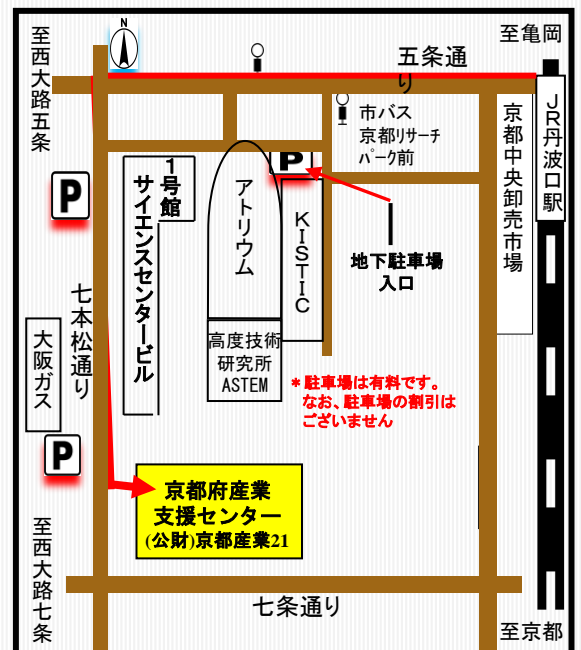 N
至亀岡
至西大路五条
五条通
り
市バス
京都リサーチ
パーク前
京都中央卸売市場
JR丹波口駅
P
P
1号館
サイエンスセンタービル
アトリウム
KISTIC
地下駐車場
入口
七本松通り
大阪ガス
高度技術
研究所
ASTEM
*駐車場は有料です。
なお、駐車場の割引は
ございません
P
京都府産業
支援センター
(公財)京都産業21
至西大路七条
七条通り
至京都